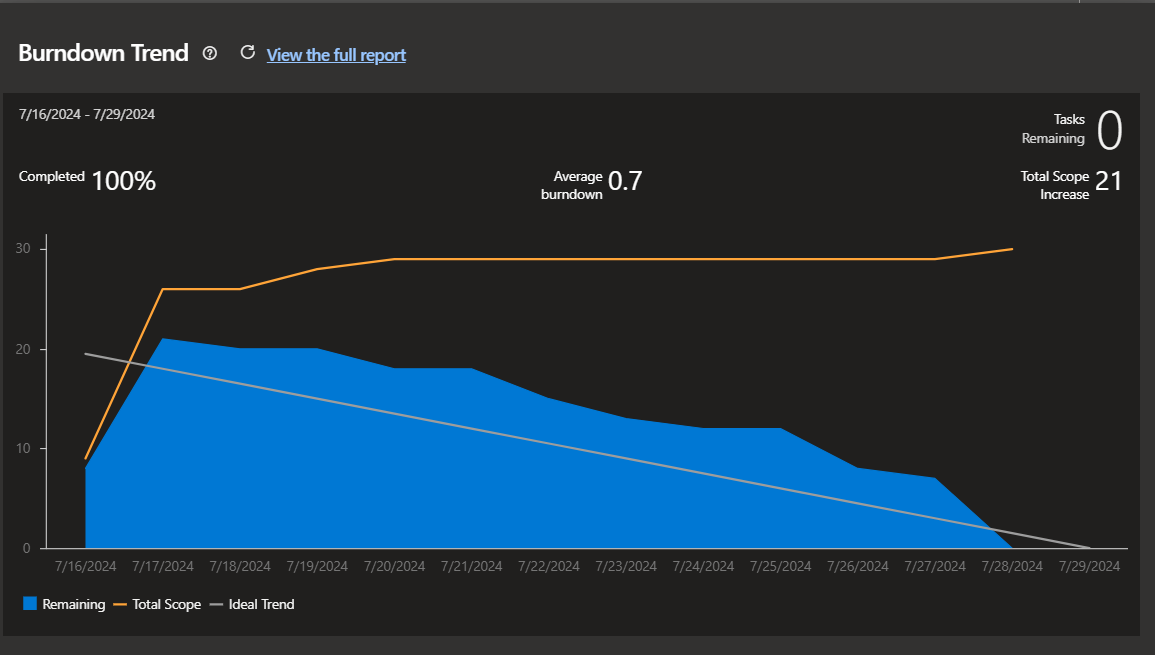 Burndown Trend View the full report
7/16/2024 - 7/29/2024
Tasks
Remaining 0
Completed 100%
Average
burndown 0.7
Total Scope
Increase 21
30
20
10
0
7/16/2024 7/17/2024 7/18/2024 7/19/2024 7/20/2024 7/21/2024 7/22/2024 7/23/2024 7/24/2024 7/25/2024 7/26/2024 7/27/2024 7/28/2024 7/29/2024
Remaining Total Scope Ideal Trend